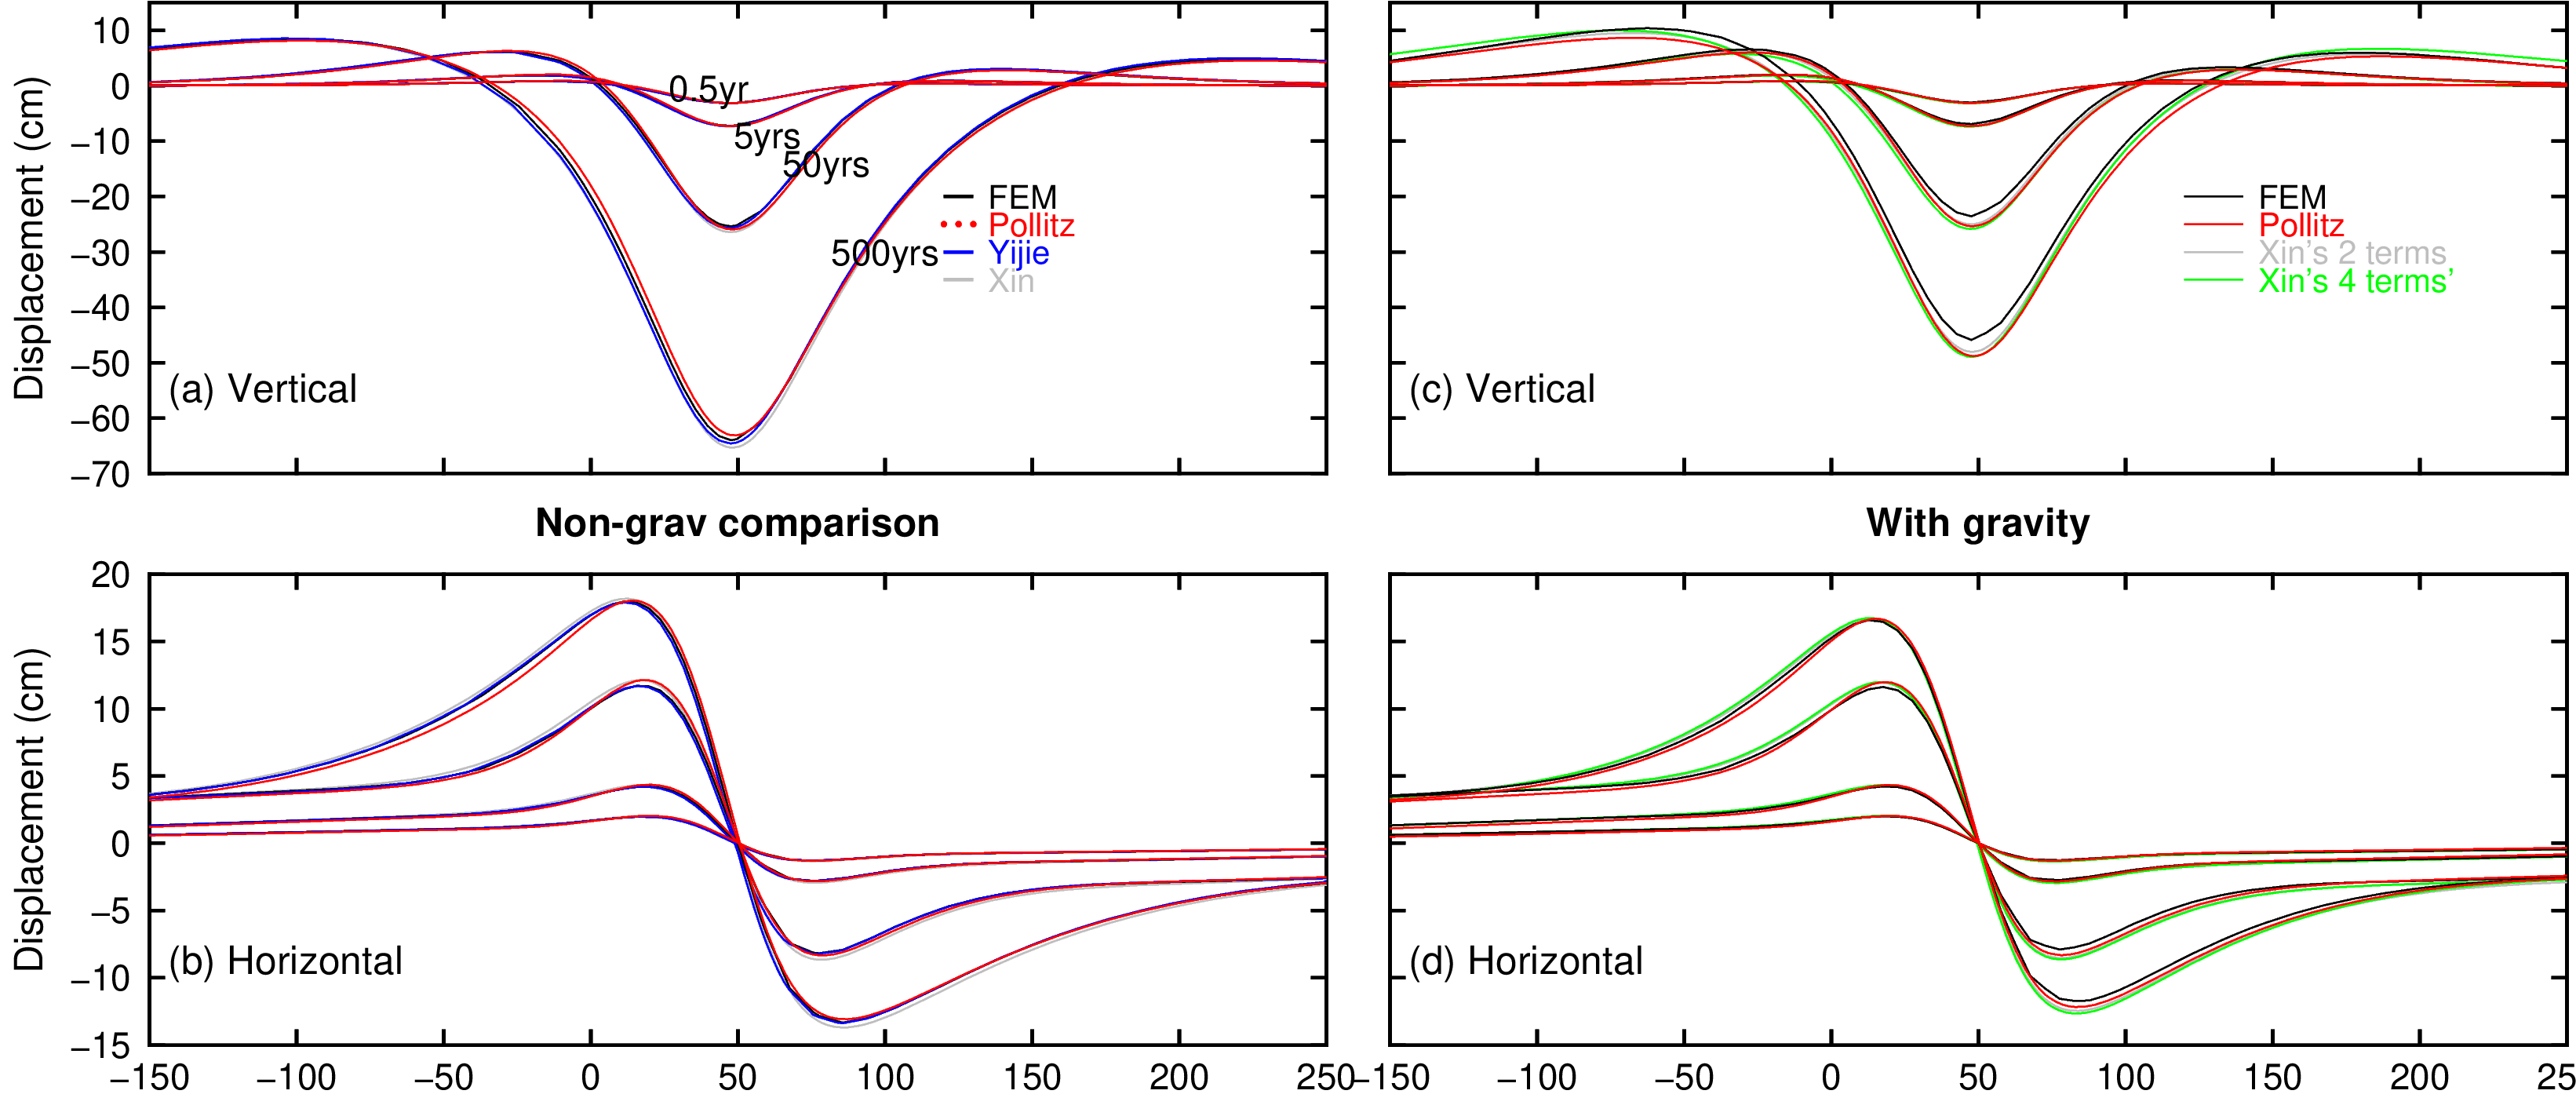 10
0
−10
−20
−30
−40
−50
−60
−70
Displacement (cm)
0.5yr
5yrs
50yrs
500yrs
FEM
Pollitz
Yijie
Xin
(a) Vertical
FEM
Pollitz
Xin's 2 terms
Xin's 4 terms'
(c) Vertical
Non-grav comparison
With gravity
20
15
10
5
0
−5
−10
−15
Displacement (cm)
(b) Horizontal
(d) Horizontal
−150 −100 −50 0 50 100 150 200 250
−150 −100 −50 0 50 100 150 200 25